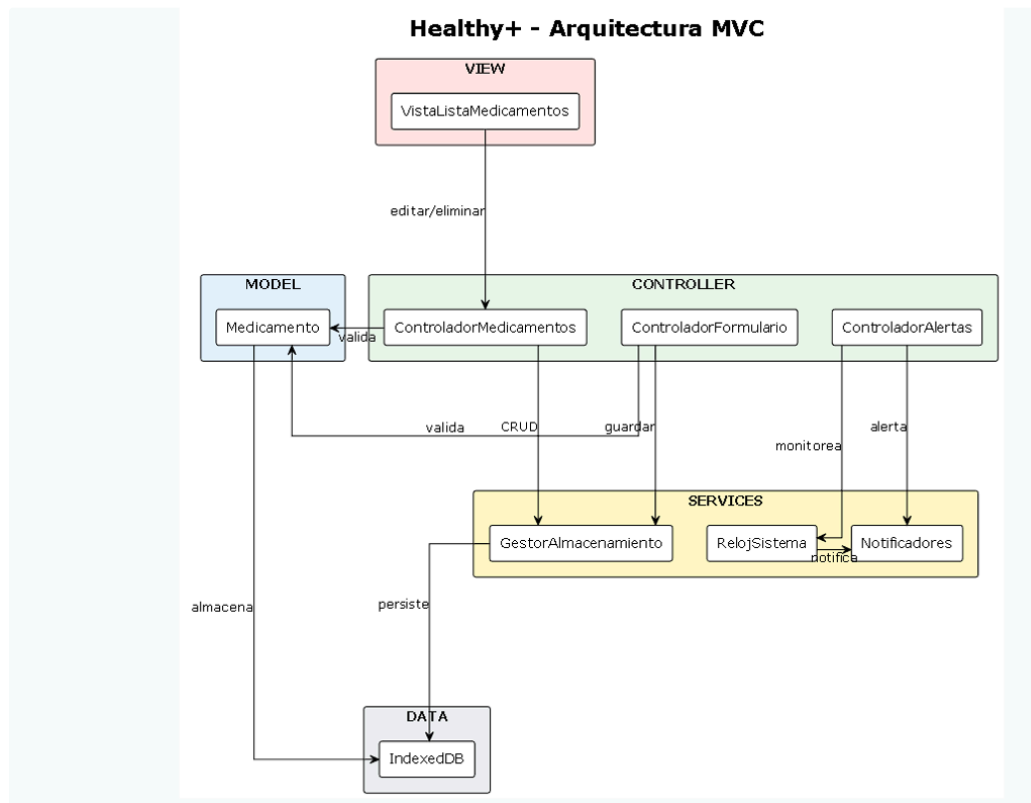 Healthy+ - Arquitectura MVC
VIEW
VistaListaMedicamentos
editar/eliminar
MODEL
CONTROLLER
Medicamento
valida
ControladorMedicamentos
ControladorFormulario
ControladorAlertas
valida
CRUD
guardar
monitorea
alerta
SERVICES
GestorAlmacenamiento
RelojSistema
notifica
Notificadores
almacena
persiste
DATA
IndexedDB